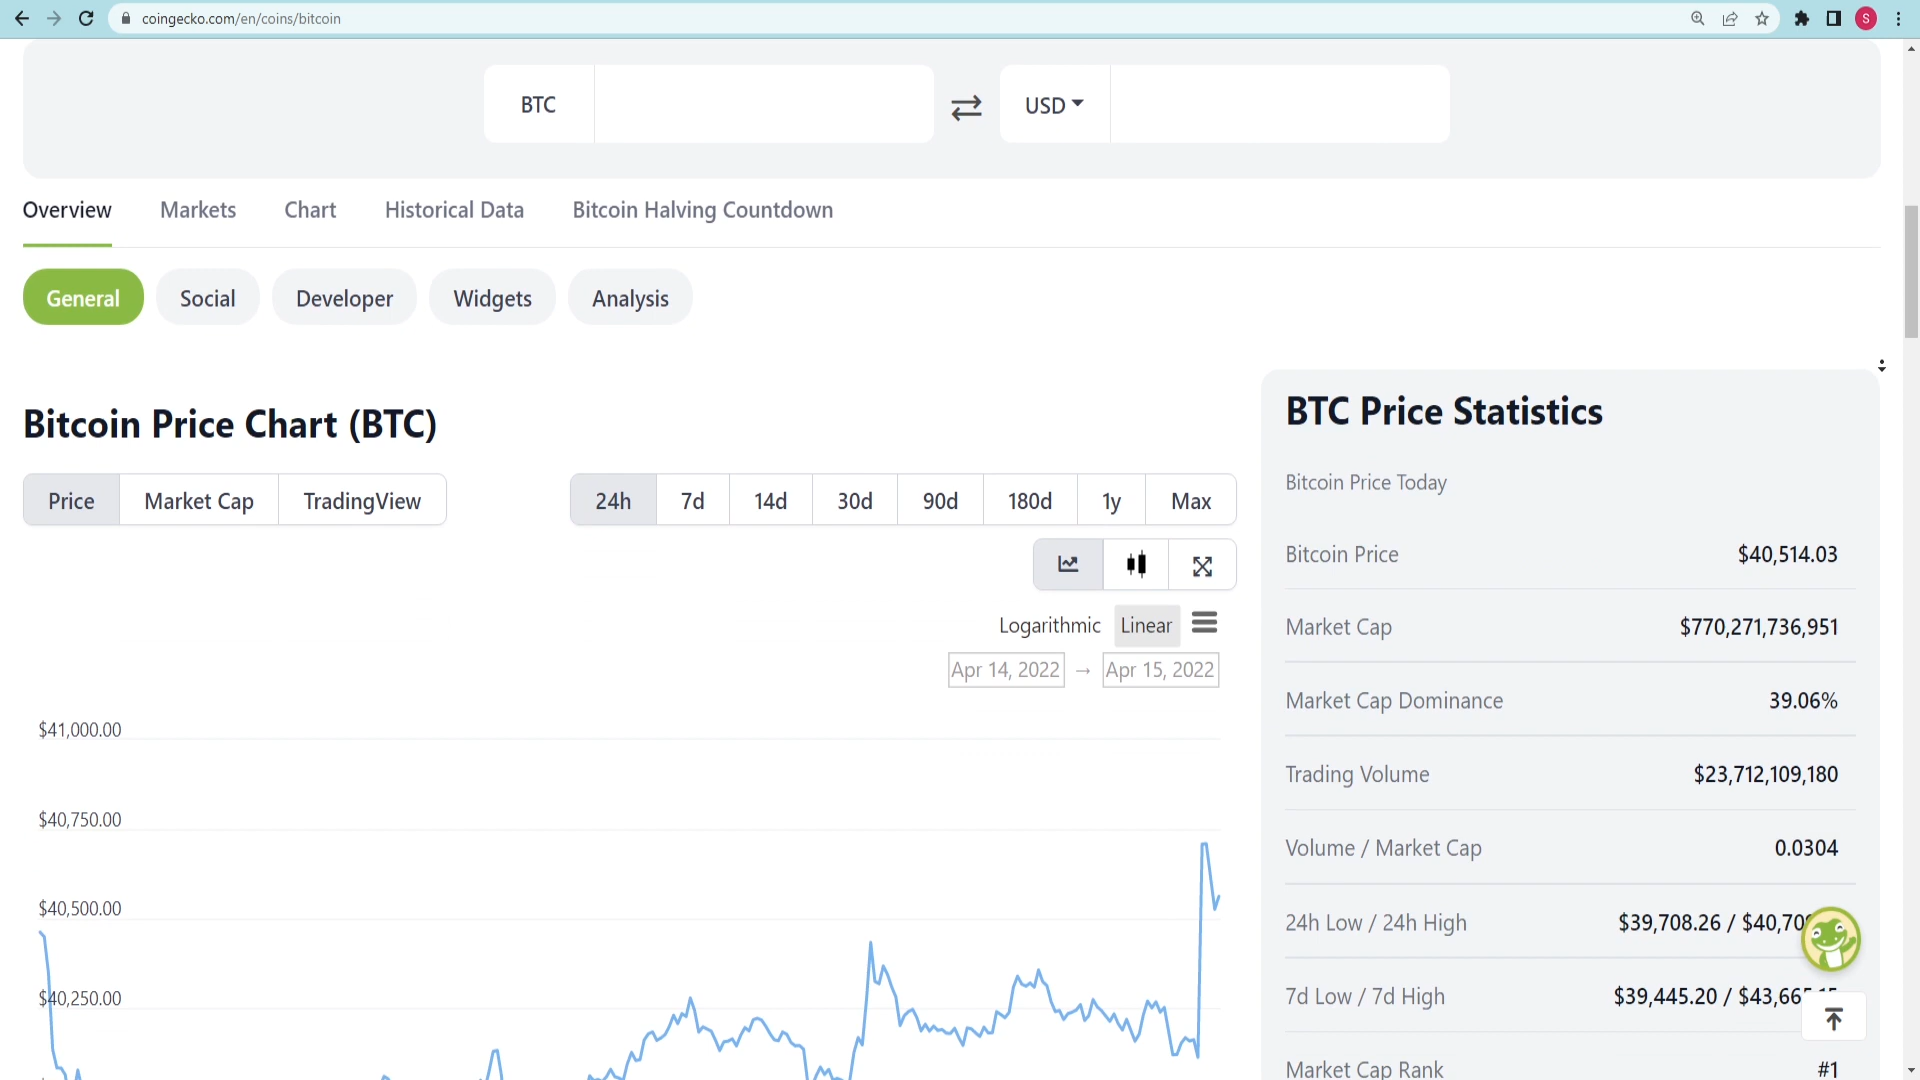 coingecko.com/en/coins/bitcoin
S
BTC
USD
Overview Markets Chart Historical Data Bitcoin Halving Countdown
General Social Developer Widgets Analysis
Bitcoin Price Chart (BTC)
Price Market Cap TradingView
24h 7d 14d 30d 90d 180d 1y Max
Logarithmic Linear
Apr 14, 2022 → Apr 15, 2022
$41,000.00
$40,750.00
$40,500.00
$40,250.00
BTC Price Statistics
Bitcoin Price Today
Bitcoin Price $40,514.03
Market Cap $770,271,736,951
Market Cap Dominance 39.06%
Trading Volume $23,712,109,180
Volume / Market Cap 0.0304
24h Low / 24h High $39,708.26 /
7d Low / 7d High $39,445.20 /
Market Cap Rank #1